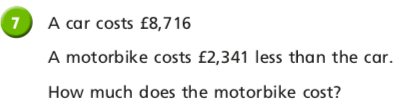 7 A car costs £8,716
A motorbike costs £2,341 less than the car.
How much does the motorbike cost?